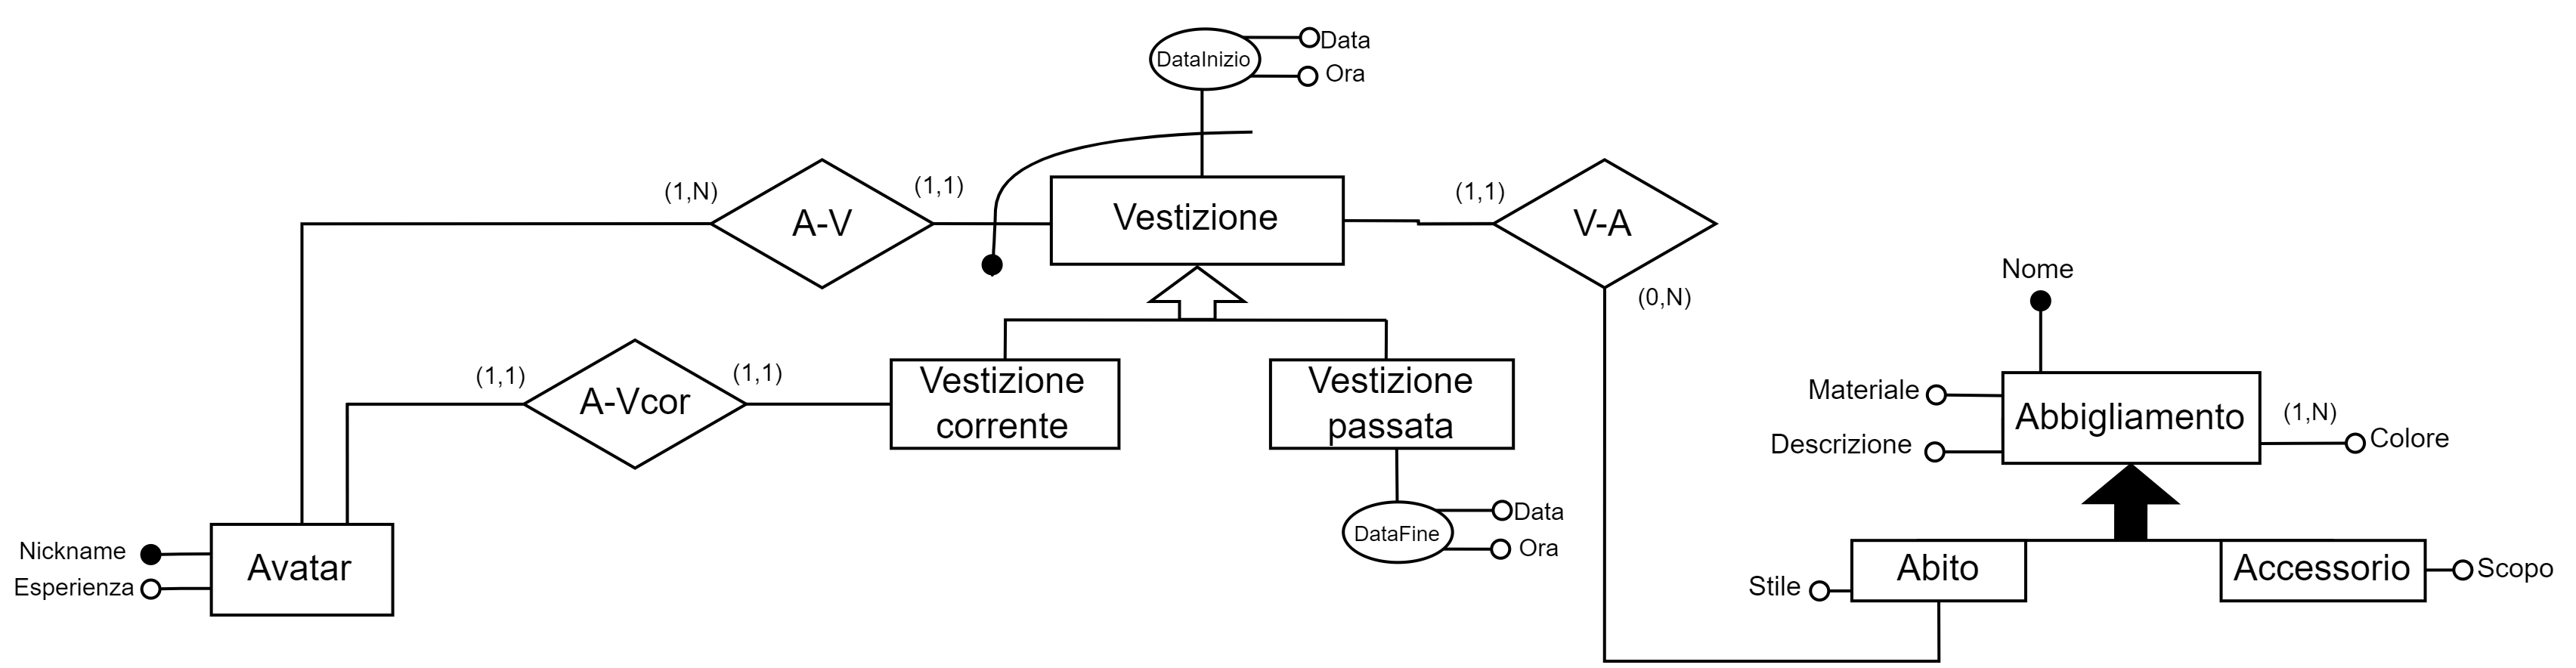 DataInizio
Data
Ora
(1,N)
A-V
(1,1)
Vestizione
(1,1)
V-A
(0,N)
Nome
(1,1)
A-Vcor
(1,1)
Vestizione
corrente
Vestizione
passata
Materiale
Descrizione
Abbigliamento
(1,N)
Colore
DataFine
Data
Ora
Nickname
Esperienza
Avatar
Stile
Abito
Accessorio
Scopo